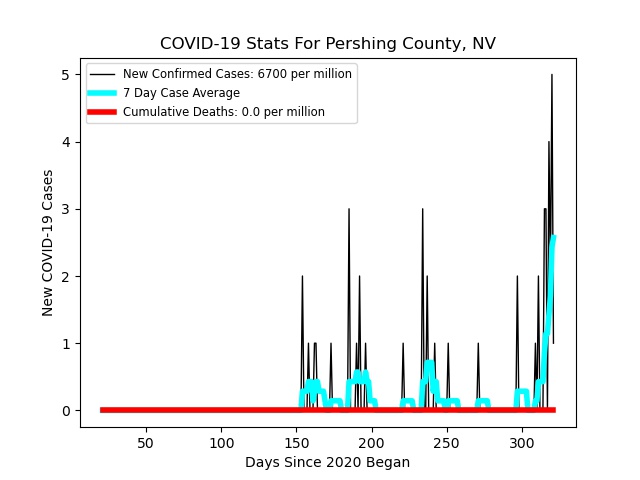 COVID-19 Stats For Pershing County, NV
New Confirmed Cases: 6700 per million
7 Day Case Average
Cumulative Deaths: 0.0 per million
New COVID-19 Cases
5
4
3
2
1
0
50 100 150 200 250 300
Days Since 2020 Began